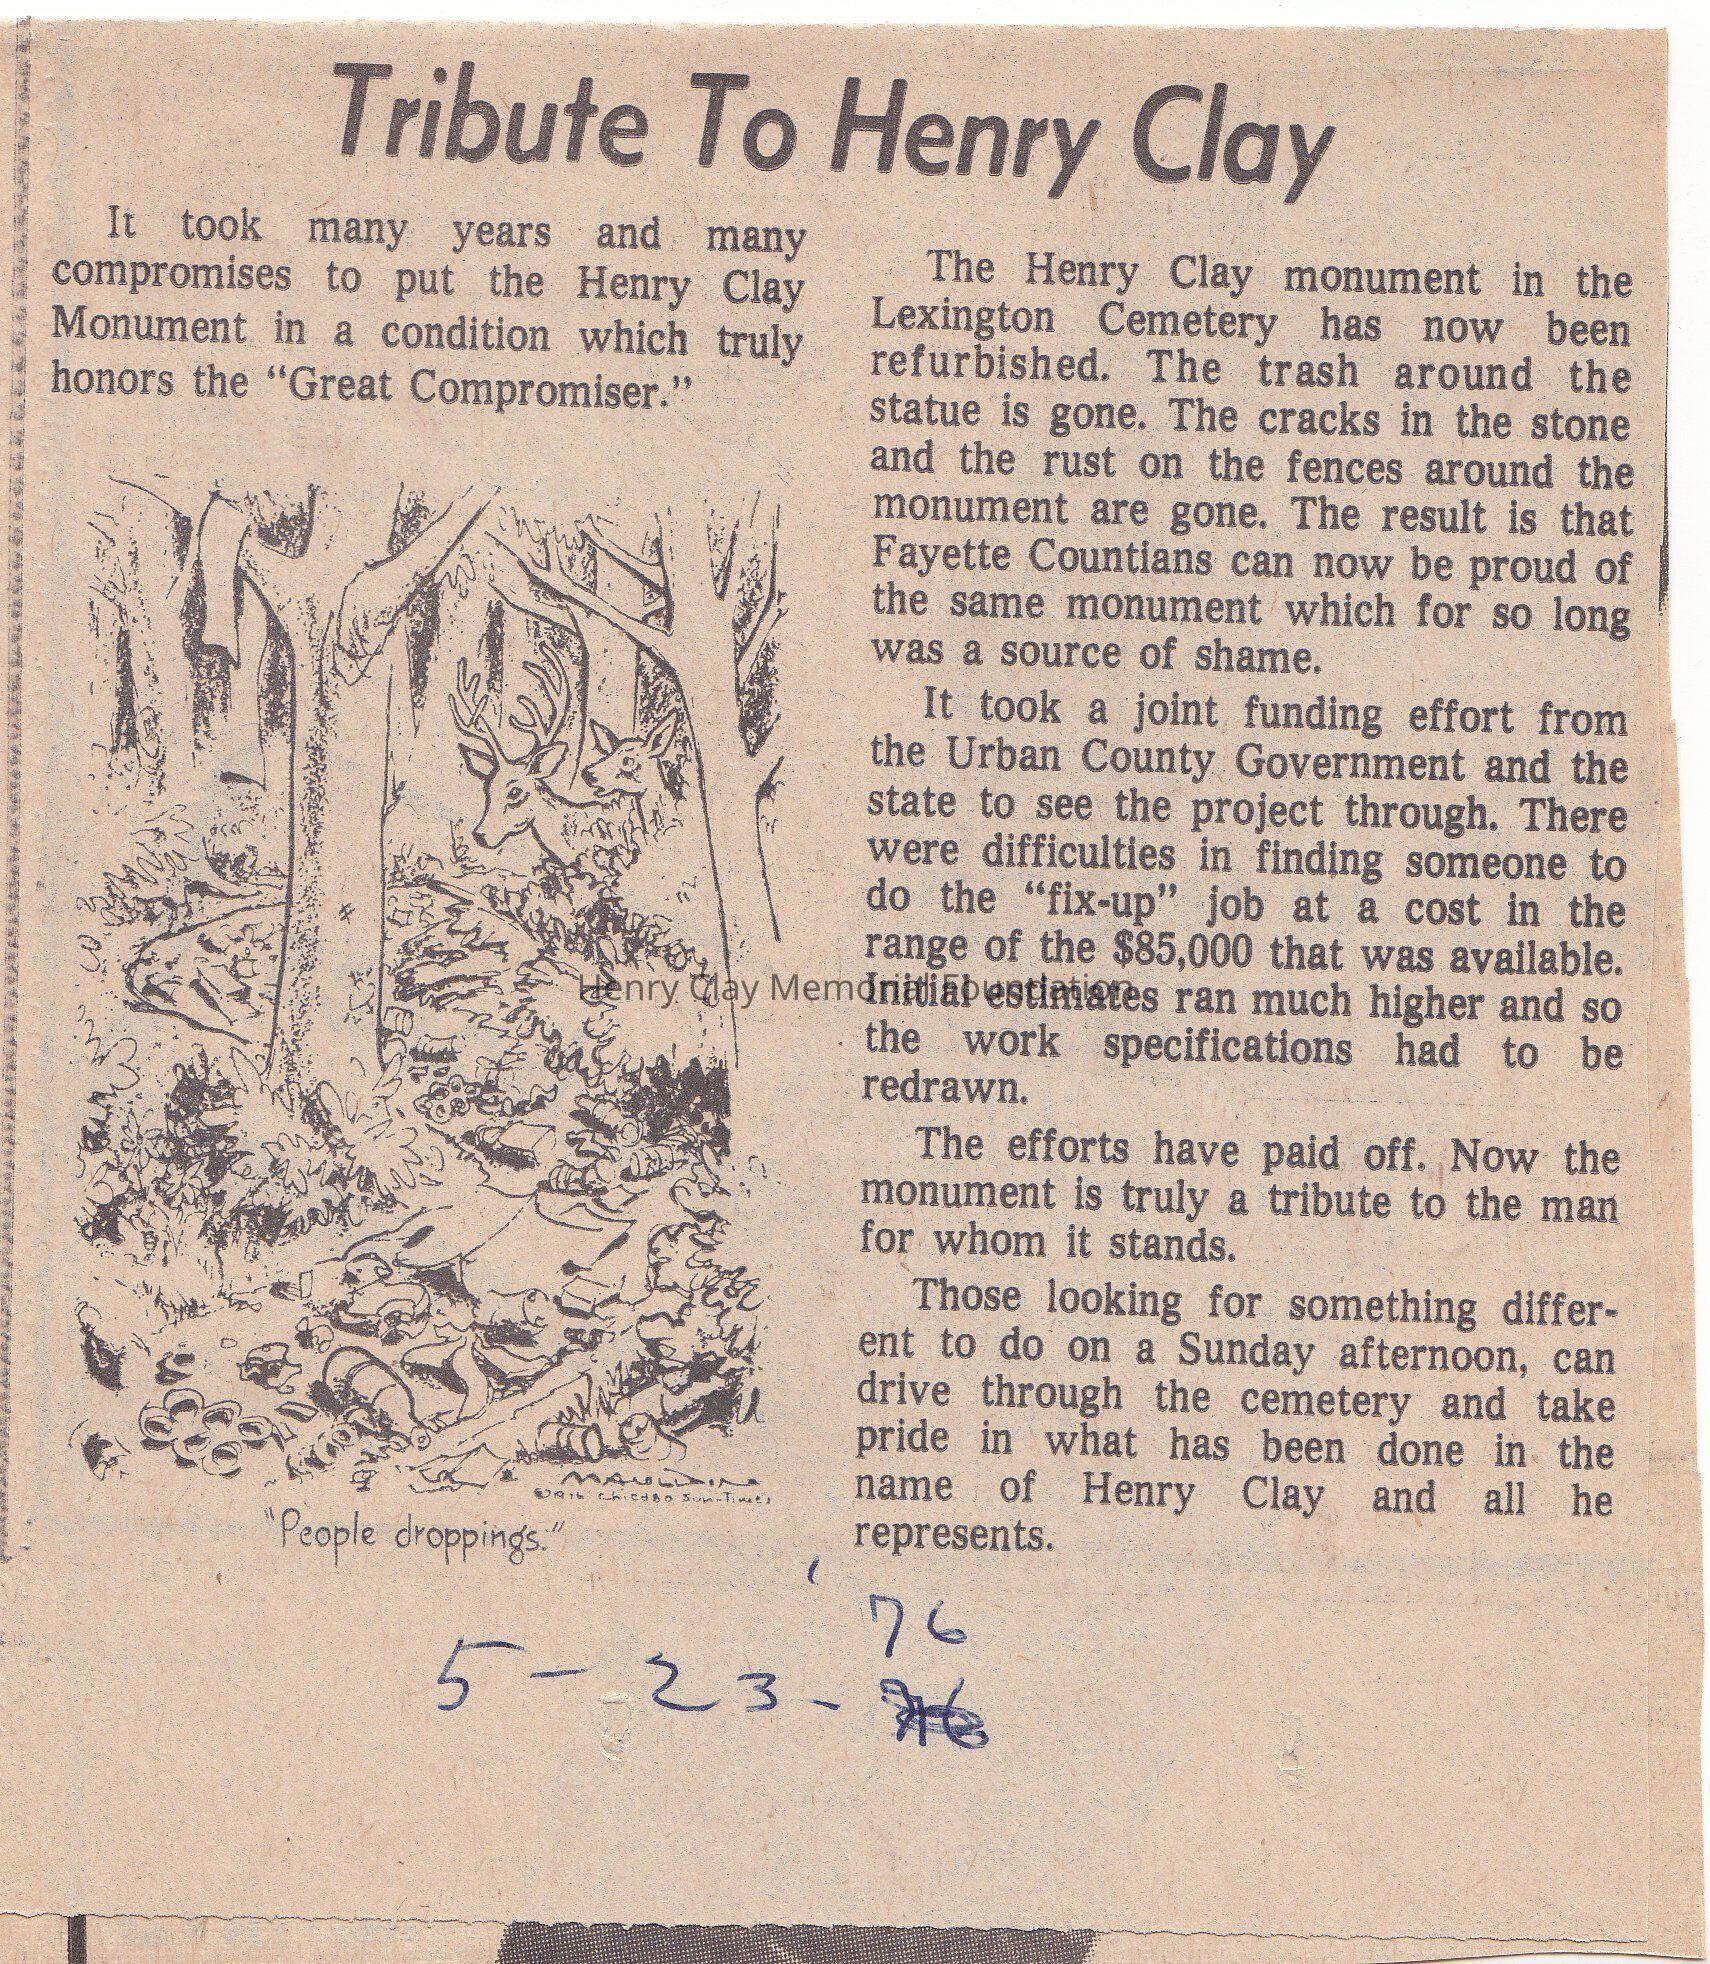 Tribute To Henry Clay
It took many years and many
compromises to put the Henry Clay
Monument in a condition which truly
honors the “Great Compromiser.”
"People droppings."
The Henry Clay monument in the
Lexington Cemetery has now been
refurbished. The trash around the
statue is gone. The cracks in the stone
and the rust on the fences around the
monument are gone. The result is that
Fayette Countians can now be proud of
the same monument which for so long
was a source of shame.
It took a joint funding effort from
the Urban County Government and the
state to see the project through. There
were difficulties in finding someone to
do the “fix-up” job at a cost in the
range of the $85,000 that was available.
Initial estimates ran much higher and so
the work specifications had to be
redrawn.
The efforts have paid off. Now the
monument is truly a tribute to the man
for whom it stands.
Those looking for something differ-
ent to do on a Sunday afternoon, can
drive through the cemetery and take
pride in what has been done in the
name of Henry Clay and all he
represents.
Henry Clay Memorial Foundation
Chicago Sun-Times
76
5-23-